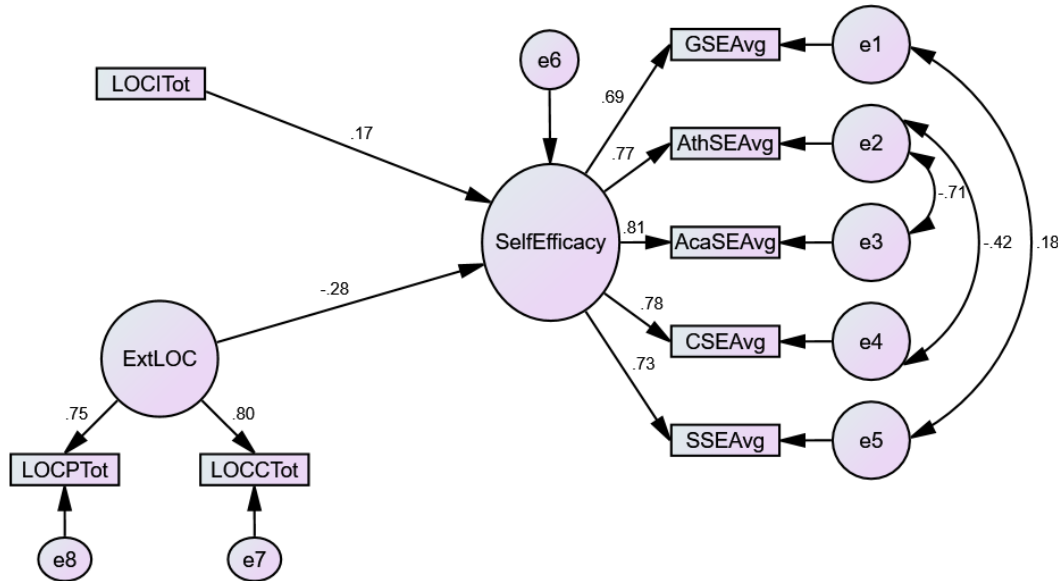 GSEAvg
e1
e6
LOCITot
.69
.17
AthSEAvg
e2
.77
-.71
SelfEfficacy
.81
AcaSEAvg
e3
-.42
.18
-.28
.78
CSEAvg
e4
ExtLOC
.73
.75
.80
SSEAvg
e5
LOCPTot
LOCCTot
e8
e7